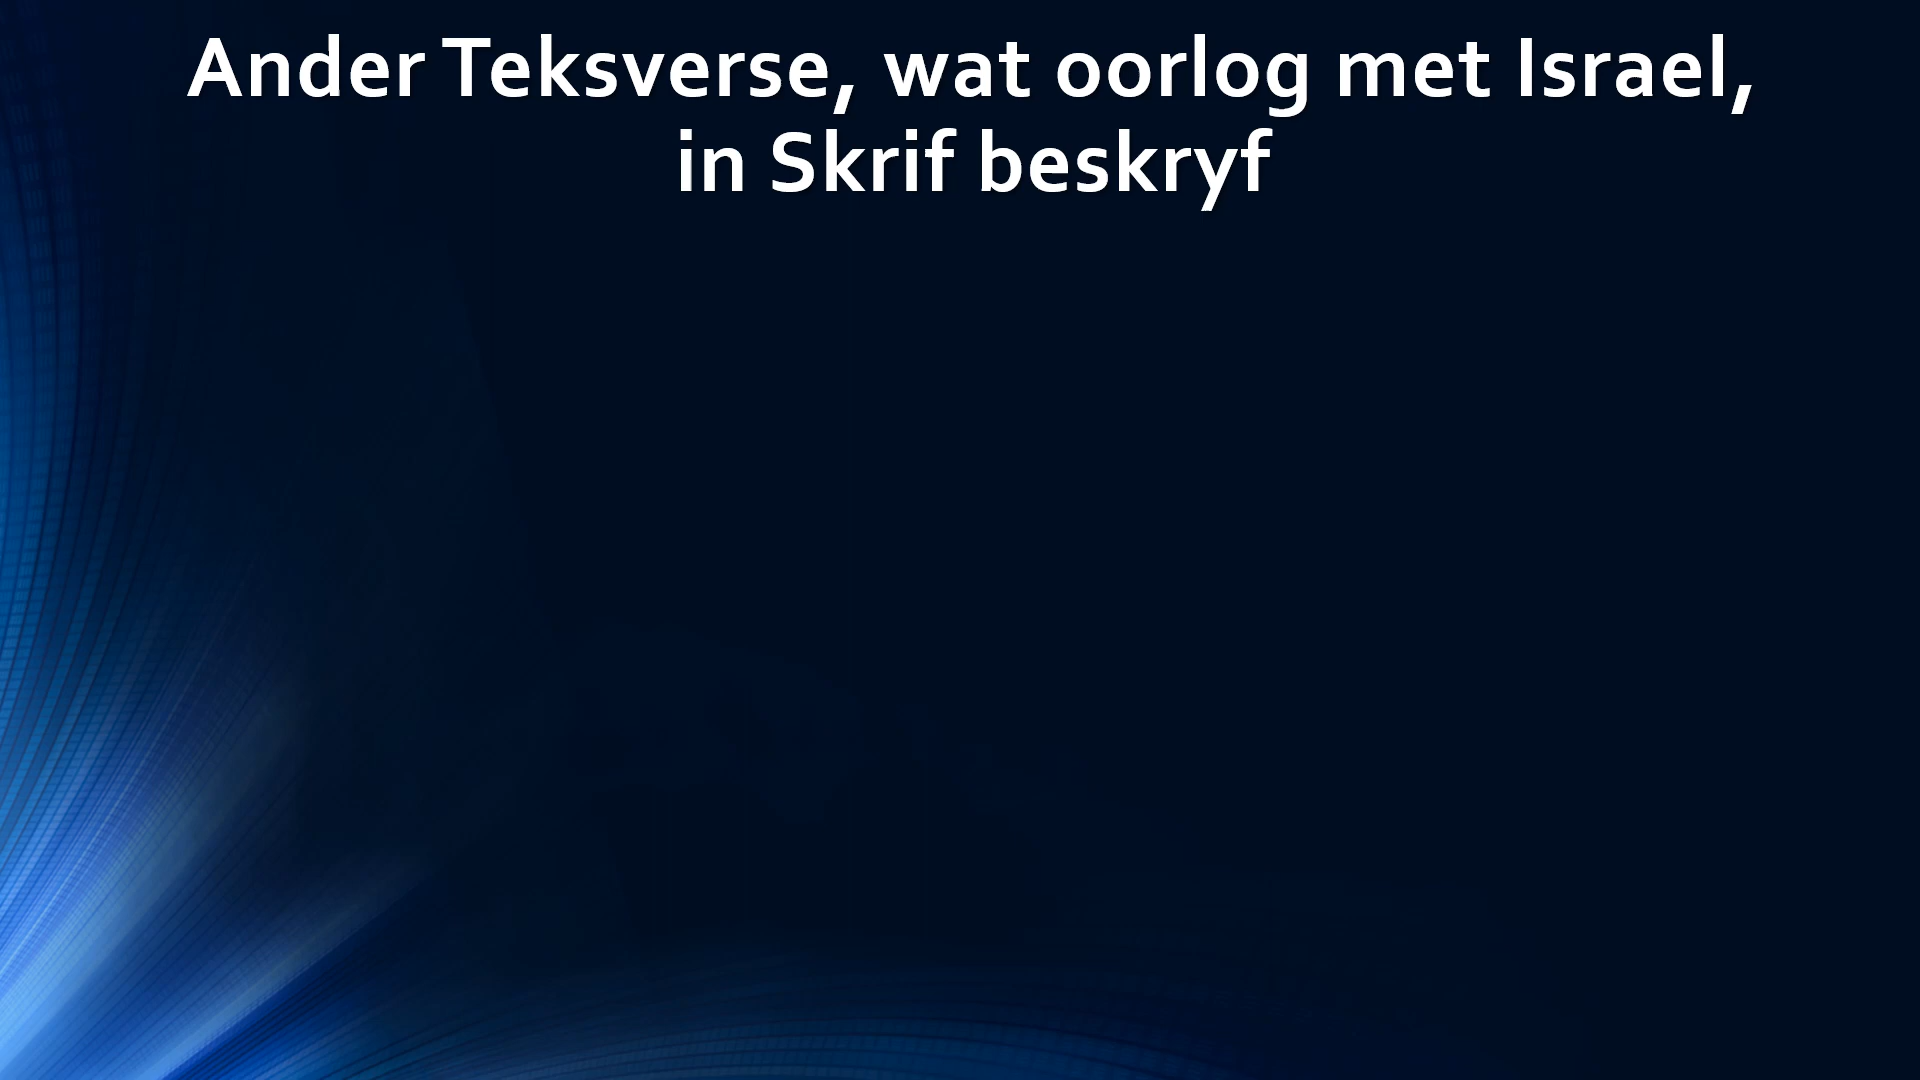 Ander Teksverse, wat oorlog met Israel,
in Skrif beskryf